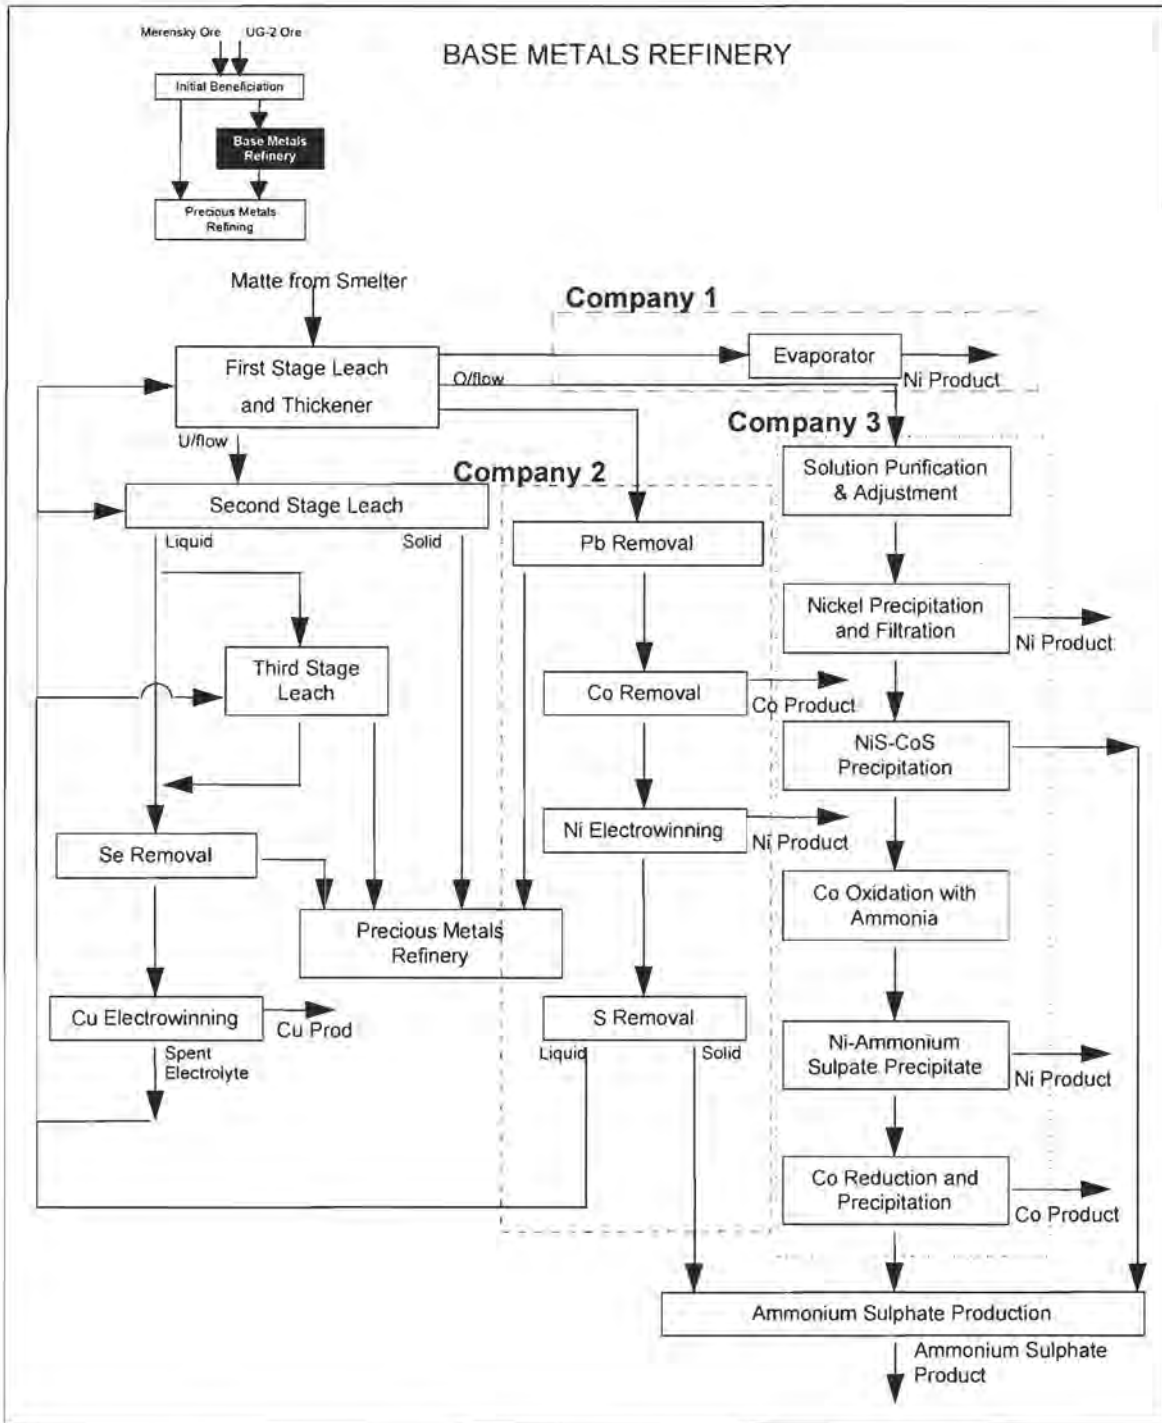 Merensky Ore
UG-2 Ore
BASE METALS REFINERY
Initial Beneficiation
Base Metals
Refinery
Precious Metals
Refining
Matte from Smelter
Company 1
First Stage Leach
and Thickener
O/flow
Evaporator
Ni Product
U/flow
Company 3
Company 2
Solution Purification
& Adjustment
Second Stage Leach
Liquid
Solid
Pb Removal
Nickel Precipitation
and Filtration
Ni Product
Third Stage
Leach
Co Removal
Co Product
NiS-CoS
Precipitation
Ni Electrowinning
Ni Product
Se Removal
Co Oxidation with
Ammonia
Precious Metals
Refinery
Cu Electrowinning
Cu Prod
S Removal
Liquid
Solid
Spent
Electrolyte
Ni-Ammonium
Sulpate Precipitate
Ni Product
Co Reduction and
Precipitation
Co Product
Ammonium Sulphate Production
Ammonium Sulphate
Product